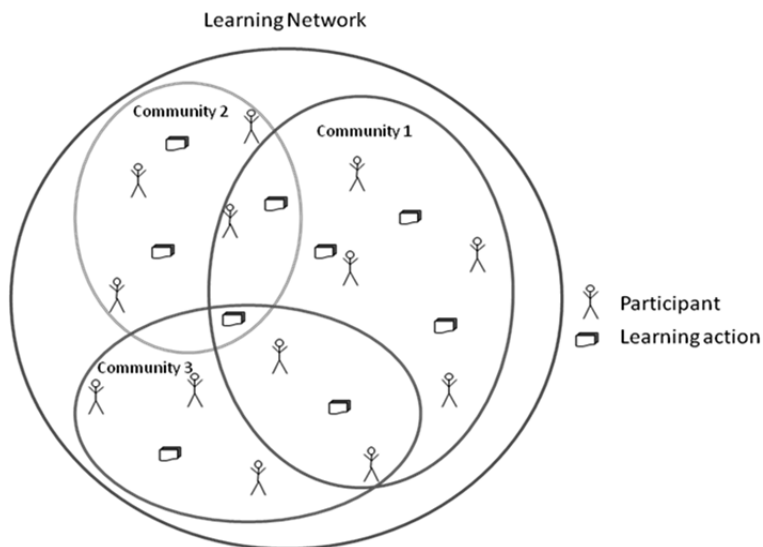 Learning Network
Community 2
Community 1
Community 3
Participant
Learning action